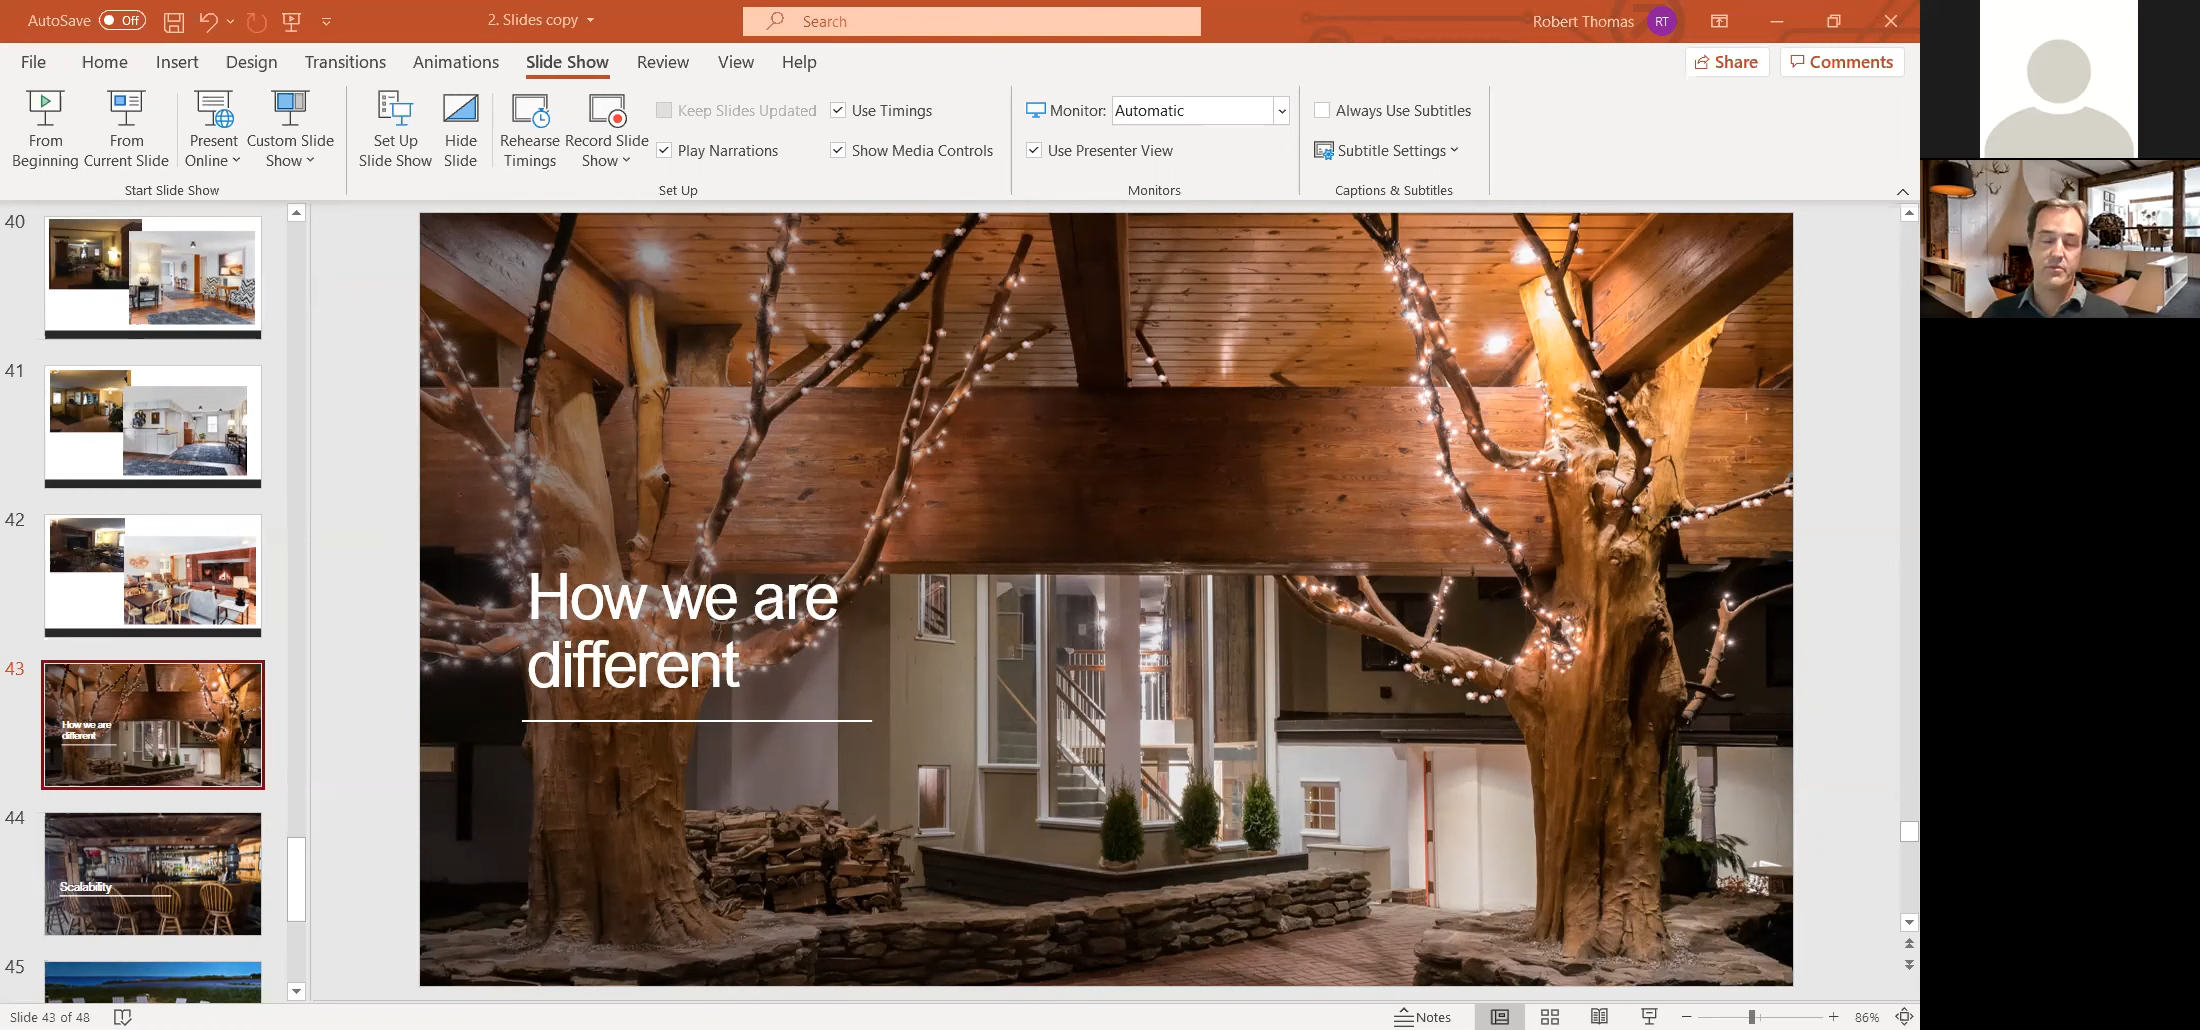 AutoSave Off
2. Slides copy
Search
Robert Thomas RT
File Home Insert Design Transitions Animations Slide Show Review View Help
Share Comments
From Beginning
From Current Slide
Present Online
Custom Slide Show
Start Slide Show
Set Up Slide Show
Hide Slide
Rehearse Timings
Record Slide Show
Keep Slides Updated
Play Narrations
Use Timings
Show Media Controls
Set Up
Monitor: Automatic
Use Presenter View
Monitors
Always Use Subtitles
Subtitle Settings
Captions & Subtitles
40
41
42
43
How we are
different
44
Scalability
45
How we are
different
Slide 43 of 48
Notes
86%